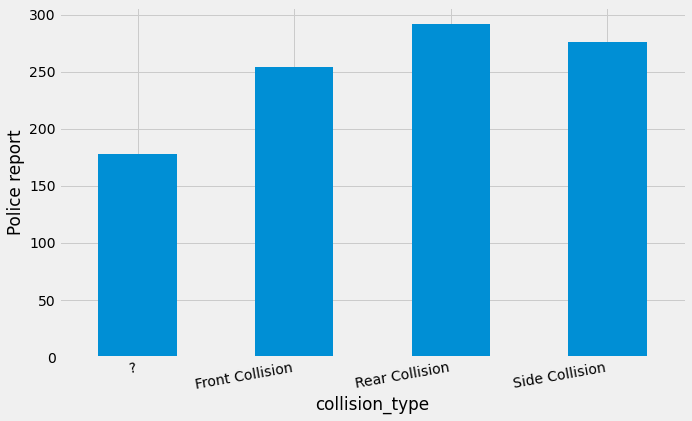 300
250
200
150
100
50
0
Police report
?
Front Collision
Rear Collision
Side Collision
collision_type